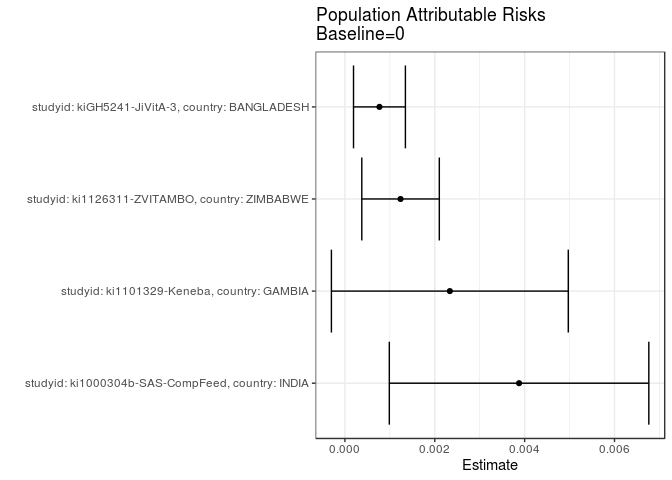 Population Attributable Risks
Baseline=0
studyid: kiGH5241-JiVitA-3, country: BANGLADESH
studyid: ki1126311-ZVITAMBO, country: ZIMBABWE
studyid: ki1101329-Keneba, country: GAMBIA
studyid: ki1000304b-SAS-CompFeed, country: INDIA
0.000 0.002 0.004 0.006
Estimate